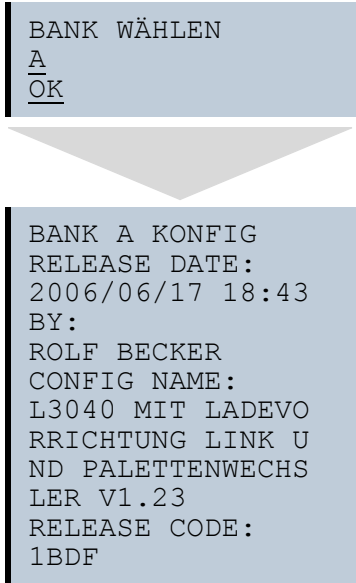 BANK WÄHLEN
A
OK
BANK A KONFIG
RELEASE DATE:
2006/06/17 18:43
BY:
ROLF BECKER
CONFIG NAME:
L3040 MIT LADEVO
RRICHTUNG LINK U
ND PALETTENWECHS
LER V1.23
RELEASE CODE:
1BDF